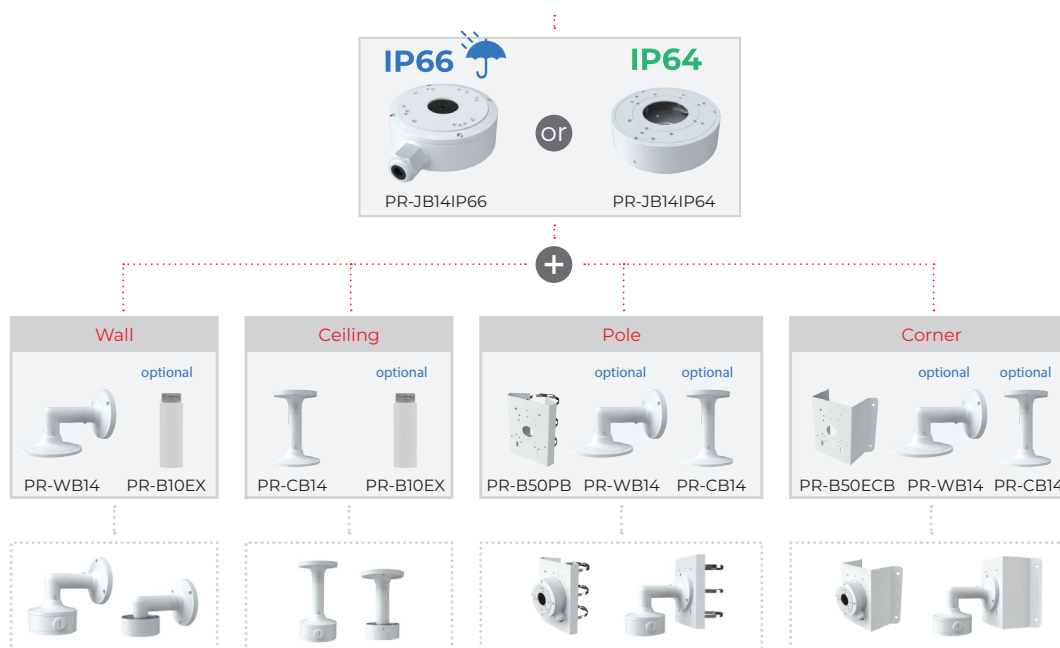 IP66 IP64
or
PR-JB14IP66 PR-JB14IP64
+
Wall Ceiling Pole Corner
optional optional optional optional optional optional
PR-WB14 PR-B10EX PR-CB14 PR-B10EX PR-B50PB PR-WB14 PR-CB14 PR-B50ECB PR-WB14 PR-CB14